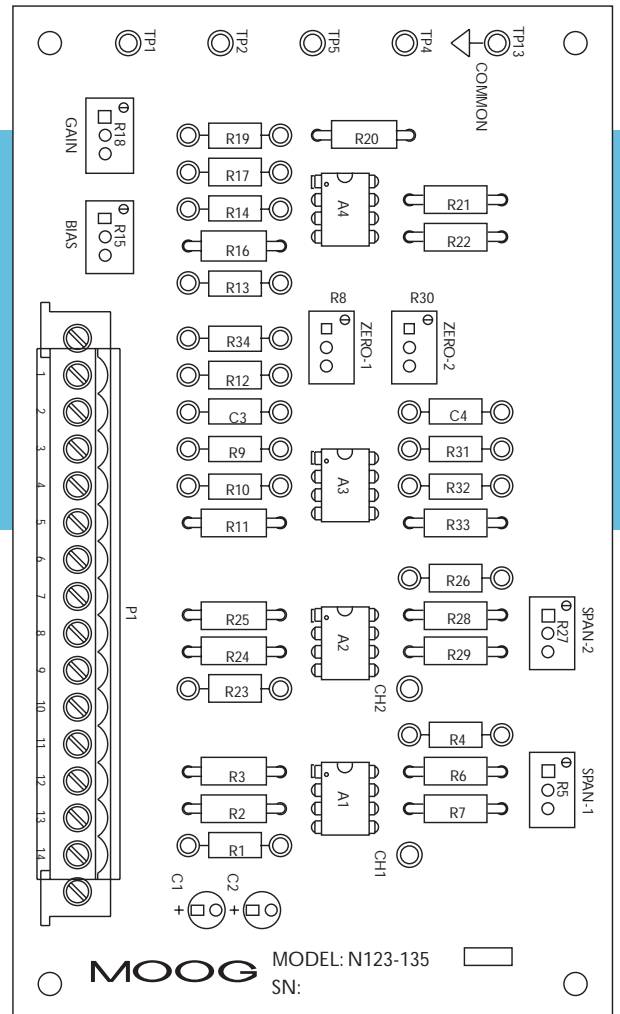 TP1 TP2 TP5 TP4 TP13
COMMON
GAIN R18
R19 R20
R17
R14 A4 R21
BIAS R15
R16 R22
R13
R8 R30
R34 ZERO-1 ZERO-2
1 R12
2 C3 C4
3 R9 R31
4 R10 A3 R32
5 R11 R33
6 R26
7 R25 R28
P1
8 R24 A2 R29 R27 SPAN-2
9 R23 CH2
10
11 R4
12 R3 R6
13 R2 A1 R7 R5 SPAN-1
14 R1 CH1
C1 C2
+ +
MOOG MODEL: N123-135
SN: